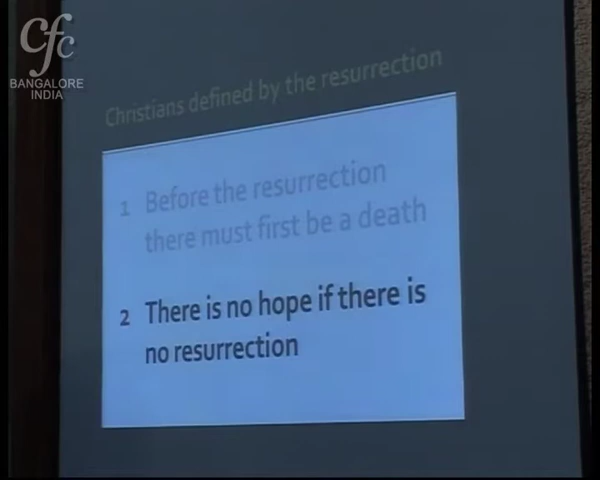 cfc
BANGALORE
INDIA
Christians defined by the resurrection
1 Before the resurrection
there must first be a death
2 There is no hope if there is
no resurrection